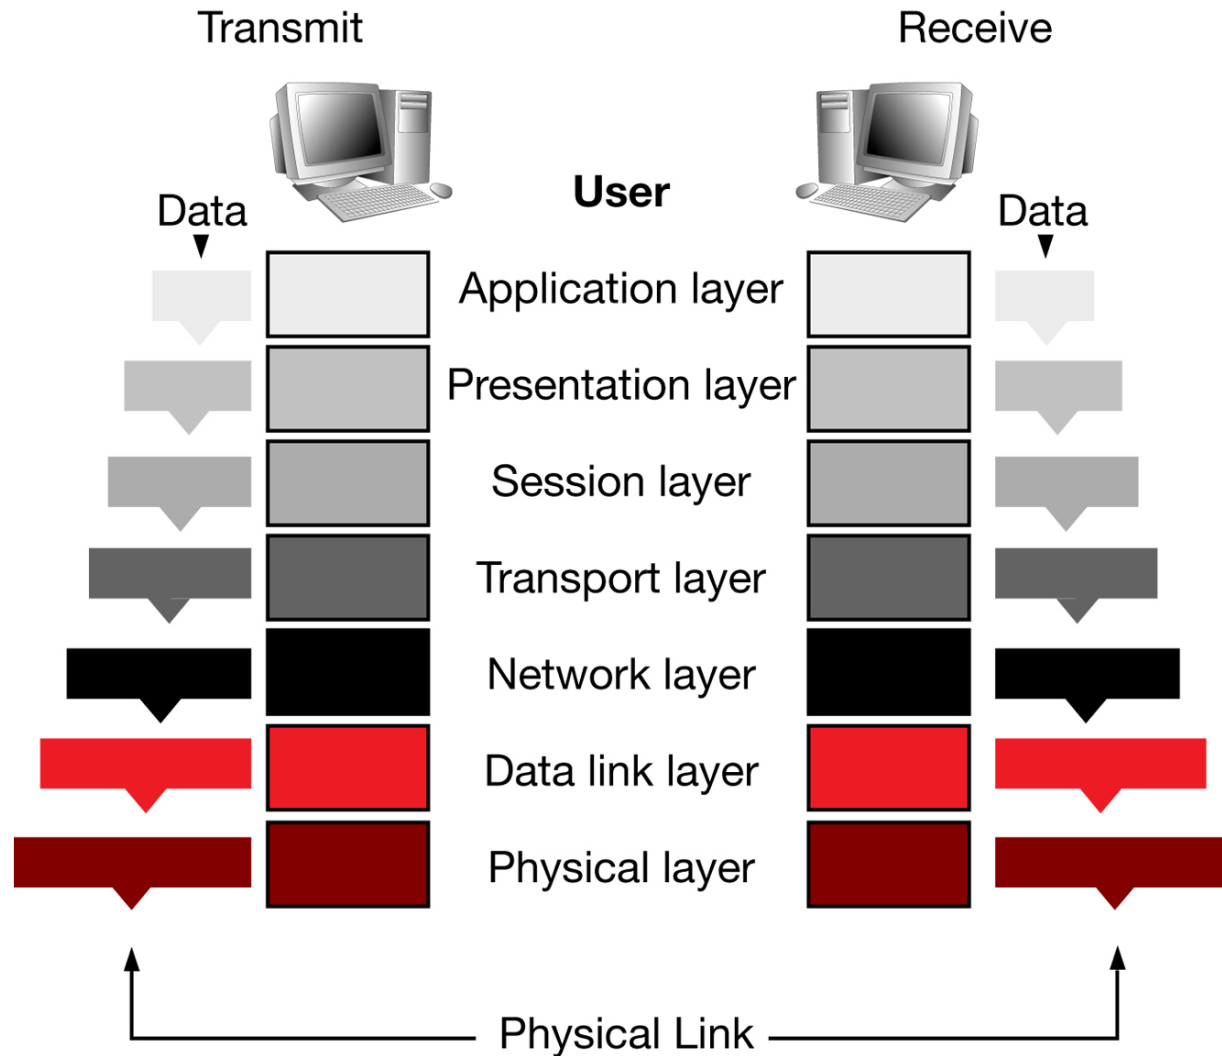 Transmit
Receive
User
Data
Data
Application layer
Presentation layer
Session layer
Transport layer
Network layer
Data link layer
Physical layer
Physical Link